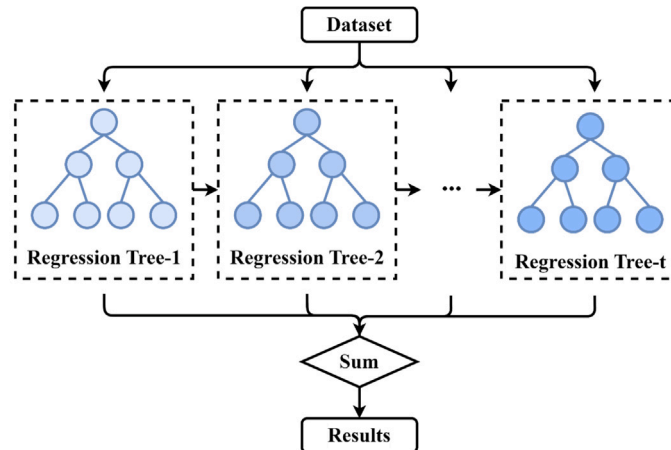 Dataset
Regression Tree-1
Regression Tree-2
...
Regression Tree-t
Sum
Results